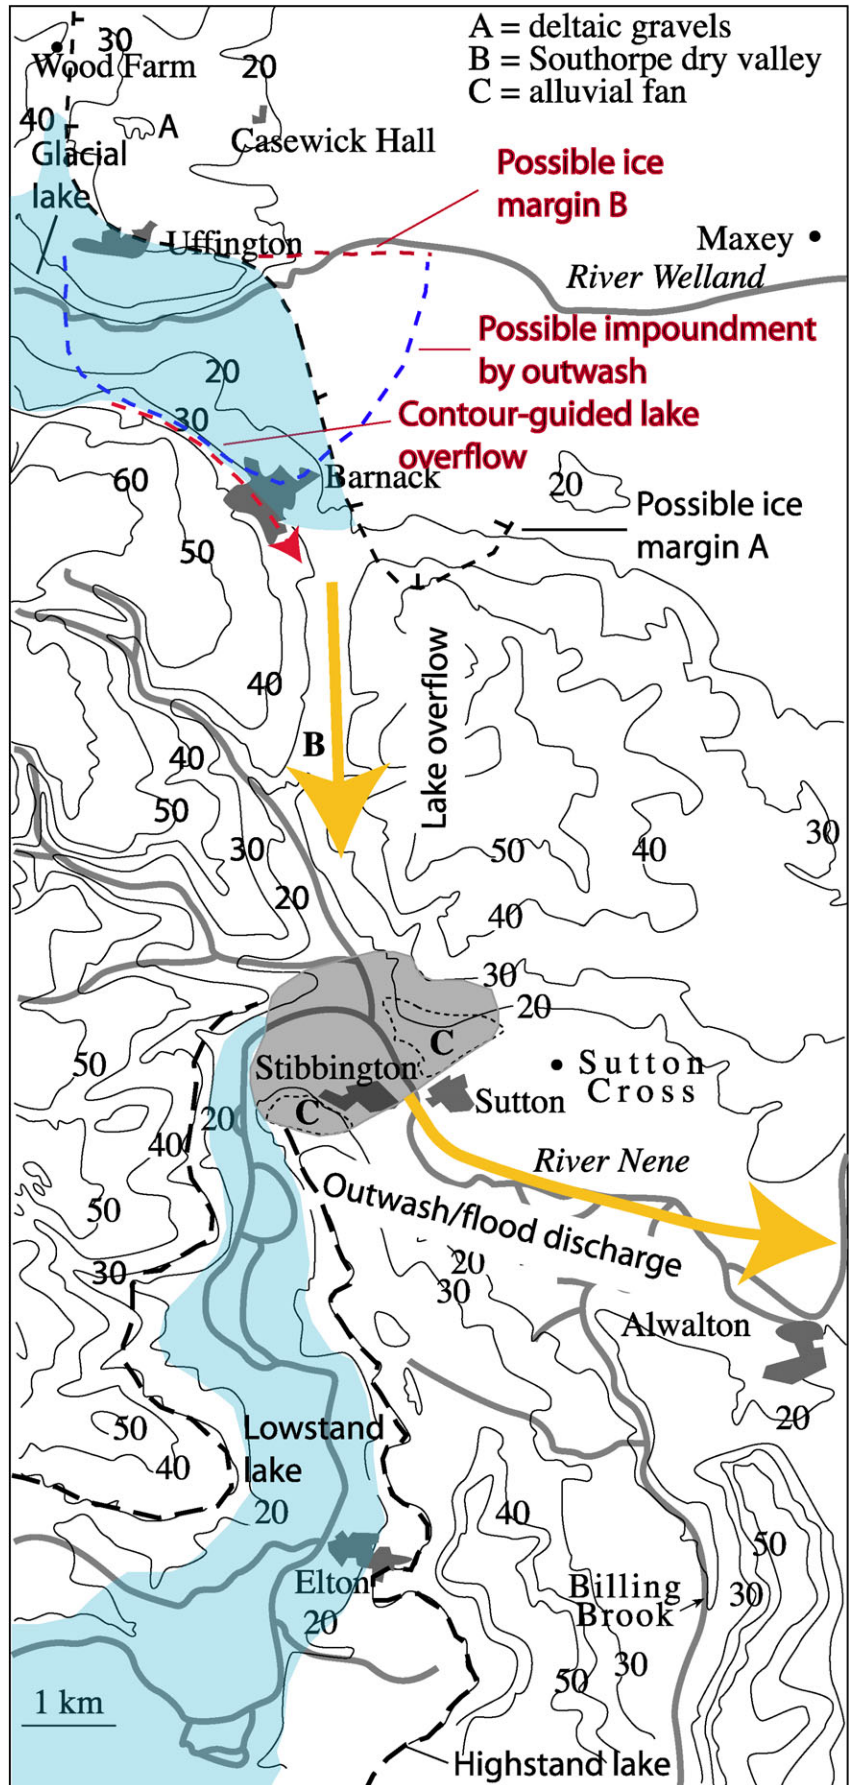 A = deltaic gravels
B = Southorpe dry valley
C = alluvial fan
30
Wood Farm
20
40
A
Casewick Hall
Glacial
lake
Possible ice
margin B
Uffington
Maxey
River Welland
Possible impoundment
by outwash
20
30
Contour-guided lake
overflow
60
Barnack
20
Possible ice
margin A
50
Lake overflow
40
B
40
50
30
50
40
30
20
40
30
20
50
C
Stibbington
Sutton
Cross
C
Sutton
20
40
River Nene
50
Outwash/flood discharge
30
20
30
Alwalton
50
Lowstand
lake
20
40
20
40
50
Elton
Billing
Brook
30
20
30
50
1 km
Highstand lake